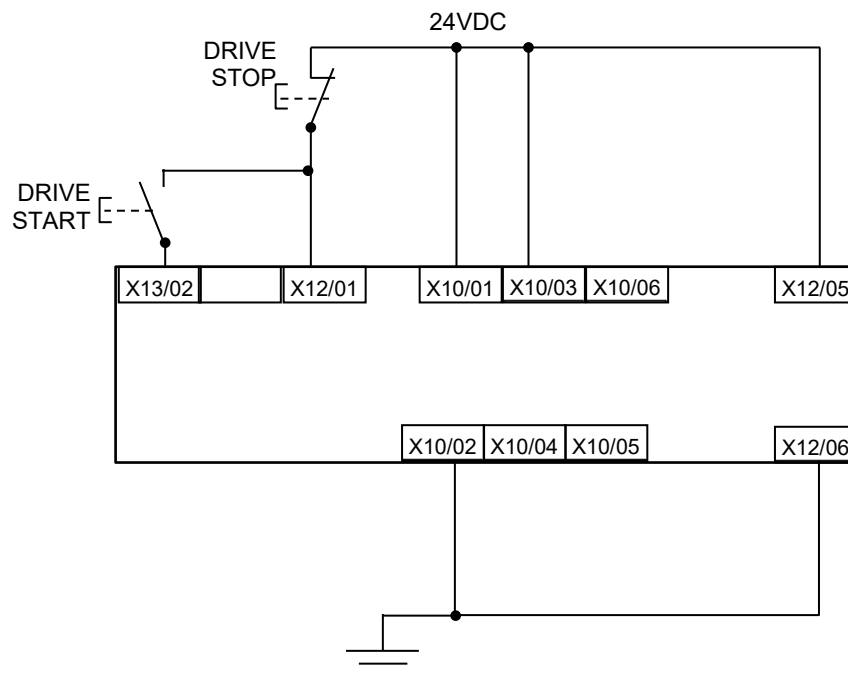 24VDC
DRIVE
STOP
DRIVE
START
X13/02
X12/01
X10/01
X10/03
X10/06
X12/05
X10/02
X10/04
X10/05
X12/06